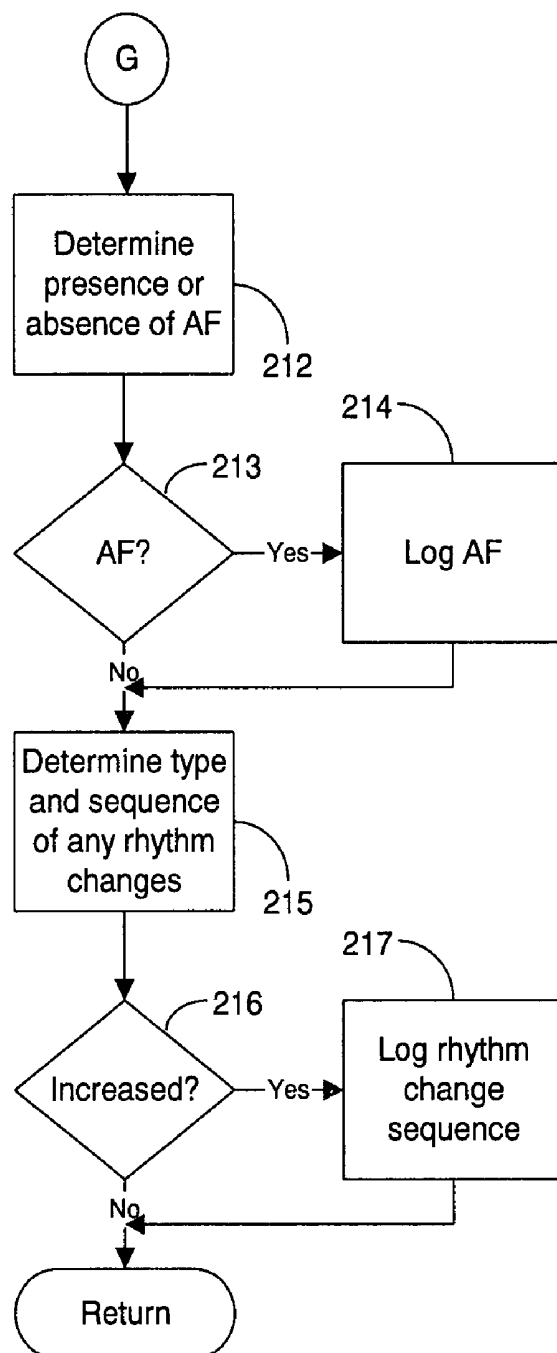 G
Determine
presence or
absence of AF
212
214
213
AF?
Yes
Log AF
No
Determine type
and sequence
of any rhythm
changes
215
217
216
Increased?
Yes
Log rhythm
change
sequence
No
Return